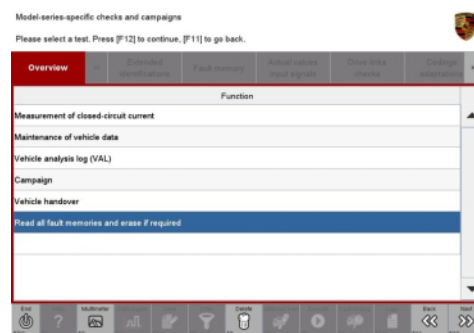 Model-series-specific checks and campaigns
Please select a test. Press [F12] to continue, [F11] to go back.
Overview
Extended identifications
Fault memory
Actual values input signals
Drive links checks
Codings adaptations
Function
Measurement of closed-circuit current
Maintenance of vehicle data
Vehicle analysis log (VAL)
Campaign
Vehicle handover
Read all fault memories and erase if required
End
Multimeter
Delete
Back
Next